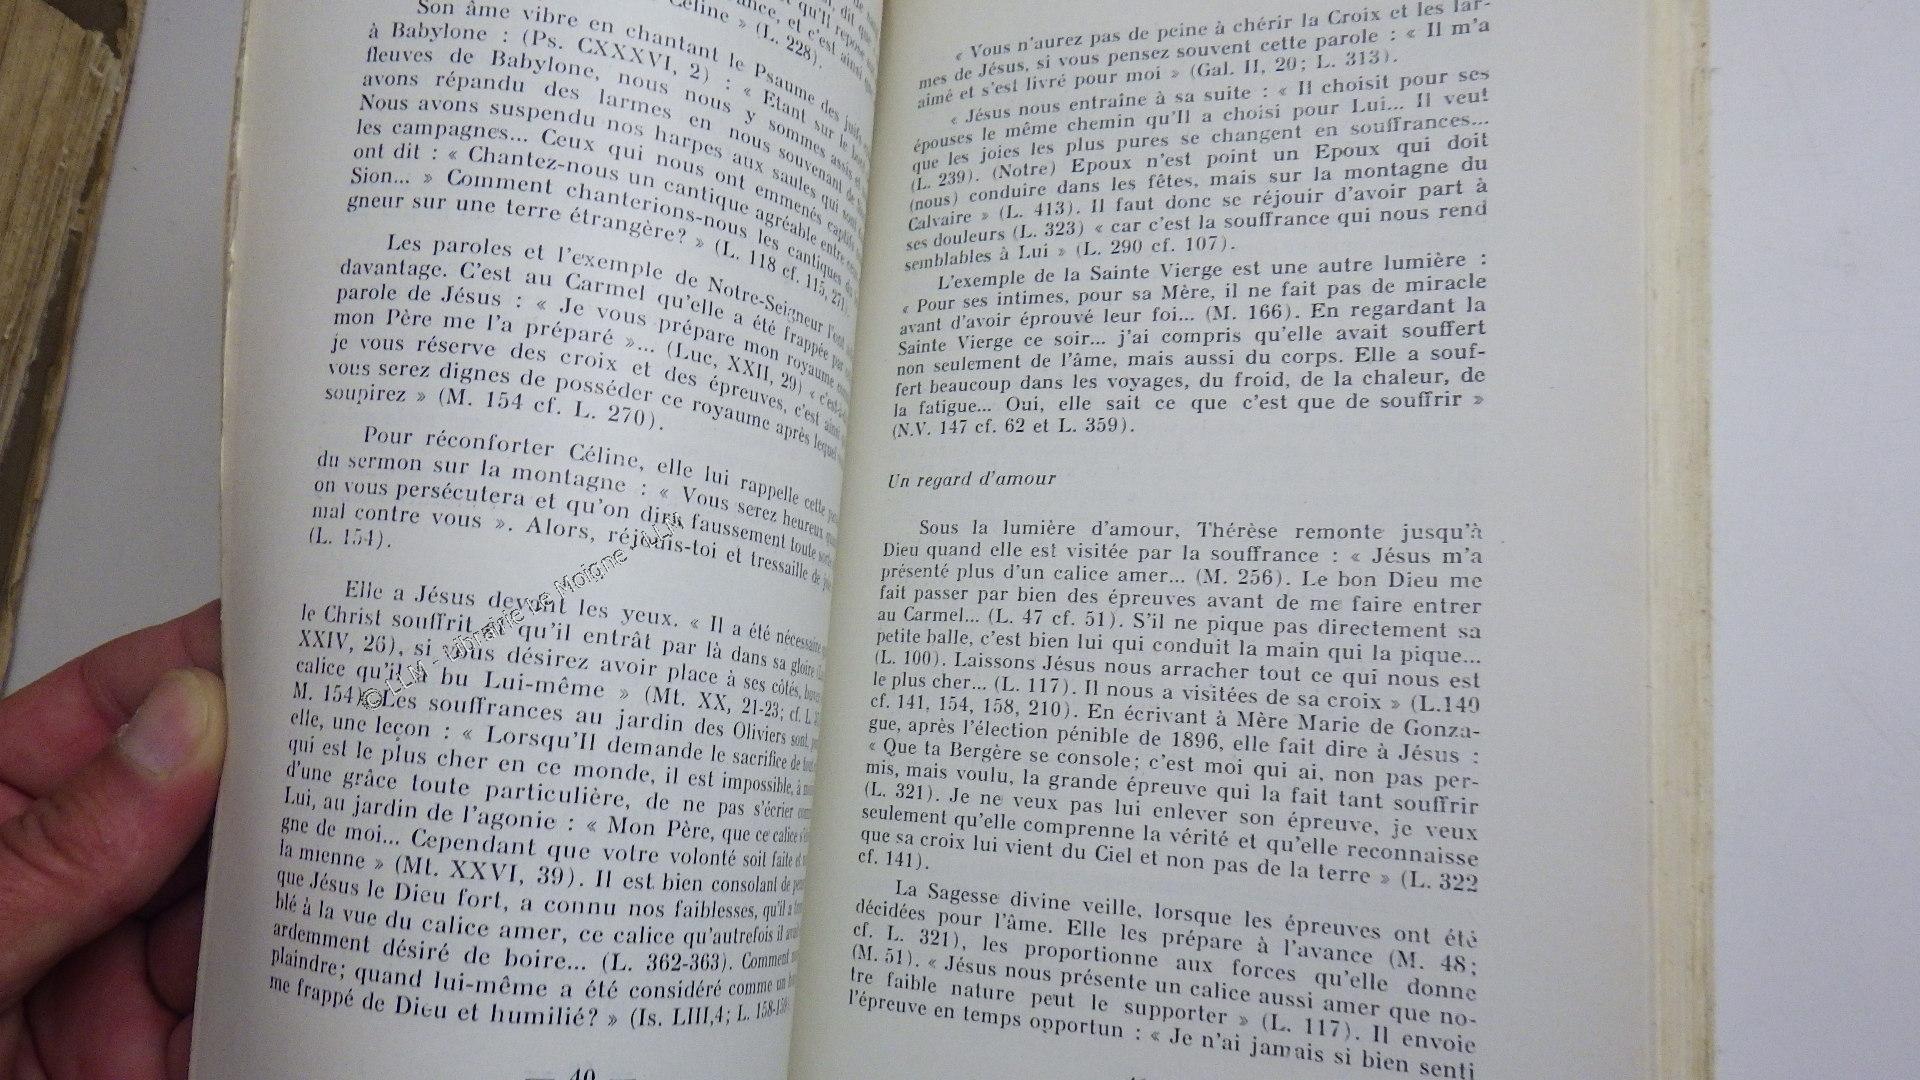 Céline » (L. 228).
Son âme vibre en chantant le Psaume des juifs
à Babylone : (Ps. CXXXVI, 2) : « Etant sur le
fleuves de Babylone, nous nous y sommes assis et
avons répandu des larmes en nous souvenant de
Nous avons suspendu nos harpes aux saules qui sont
les campagnes... Ceux qui nous ont emmenés captifs
ont dit : « Chantez-nous un cantique agréable entre
Sion... » Comment chanterions-nous les cantiques du
gneur sur une terre étrangère? » (L. 118 cf. 115, 27).
Les paroles et l'exemple de Notre-Seigneur l'ont
davantage. C'est au Carmel qu'elle a été frappée par
parole de Jésus : « Je vous prépare mon royaume
mon Père me l'a préparé »... (Luc, XXII, 29) « c'est-à-
je vous réserve des croix et des épreuves, c'est ainsi
vous serez dignes de posséder ce royaume après lequel
soupirez » (M. 154 cf. L. 270).
Pour réconforter Céline, elle lui rappelle cette
du sermon sur la montagne : « Vous serez heureux
on vous persécutera et qu'on dira faussement toute
mal contre vous ». Alors, réjouis-toi et tressaille de
(L. 154).
Elle a Jésus devant les yeux. « Il a été nécessaire
le Christ souffrît et qu'il entrât par là dans sa gloire
XXIV, 26), si vous désirez avoir place à ses côtés,
calice qu'il a bu Lui-même » (Mt. XX, 21-23; cf. L.
M. 154). Les souffrances au jardin des Oliviers sont,
elle, une leçon : « Lorsqu'Il demande le sacrifice de
qui est le plus cher en ce monde, il est impossible, à
d'une grâce toute particulière, de ne pas s'écrier
Lui, au jardin de l'agonie : « Mon Père, que ce calice
gne de moi... Cependant que votre volonté soit faite et
la mienne » (Mt. XXVI, 39). Il est bien consolant de
que Jésus le Dieu fort, a connu nos faiblesses, qu'il a
blé à la vue du calice amer, ce calice qu'autrefois il
ardemment désiré de boire... (L. 362-363). Comment
plaindre; quand lui-même a été considéré comme un
me frappé de Dieu et humilié? » (Is. LIII,4; L. 158-159
— 40 —
« Vous n'aurez pas de peine à chérir la Croix et les lar-
mes de Jésus, si vous pensez souvent cette parole : « Il m'a
aimé et s'est livré pour moi » (Gal. II, 20; L. 313).
« Jésus nous entraîne à sa suite : « Il choisit pour ses
épouses le même chemin qu'Il a choisi pour Lui... Il veut
que les joies les plus pures se changent en souffrances...
(L. 239). (Notre) Epoux n'est point un Epoux qui doit
(nous) conduire dans les fêtes, mais sur la montagne du
Calvaire » (L. 413). Il faut donc se réjouir d'avoir part à
ses douleurs (L. 323) « car c'est la souffrance qui nous rend
semblables à Lui » (L. 290 cf. 107).
L'exemple de la Sainte Vierge est une autre lumière :
« Pour ses intimes, pour sa Mère, il ne fait pas de miracle
avant d'avoir éprouvé leur foi... (M. 166). En regardant la
Sainte Vierge ce soir... j'ai compris qu'elle avait souffert
non seulement de l'âme, mais aussi du corps. Elle a souf-
fert beaucoup dans les voyages, du froid, de la chaleur, de
la fatigue... Oui, elle sait ce que c'est que de souffrir »
(N.V. 147 cf. 62 et L. 359).
Un regard d'amour
Sous la lumière d'amour, Thérèse remonte jusqu'à
Dieu quand elle est visitée par la souffrance : « Jésus m'a
présenté plus d'un calice amer... (M. 256). Le bon Dieu me
fait passer par bien des épreuves avant de me faire entrer
au Carmel... (L. 47 cf. 51). S'il ne pique pas directement sa
petite balle, c'est bien lui qui conduit la main qui la pique...
(L. 100). Laissons Jésus nous arracher tout ce qui nous est
le plus cher... (L. 117). Il nous a visitées de sa croix » (L.140
cf. 141, 154, 158, 210). En écrivant à Mère Marie de Gonza-
gue, après l'élection pénible de 1896, elle fait dire à Jésus :
« Que ta Bergère se console; c'est moi qui ai, non pas per-
mis, mais voulu, la grande épreuve qui la fait tant souffrir
(L. 321). Je ne veux pas lui enlever son épreuve, je veux
seulement qu'elle comprenne la vérité et qu'elle reconnaisse
que sa croix lui vient du Ciel et non pas de la terre » (L. 322
cf. 141).
La Sagesse divine veille, lorsque les épreuves ont été
décidées pour l'âme. Elle les prépare à l'avance (M. 48;
cf. L. 321), les proportionne aux forces qu'elle donne
(M. 51). « Jésus nous présente un calice aussi amer que no-
tre faible nature peut le supporter » (L. 117). Il envoie
l'épreuve en temps opportun : « Je n'ai jamais si bien senti
© LLM - Librairie Le Moigne - LLM